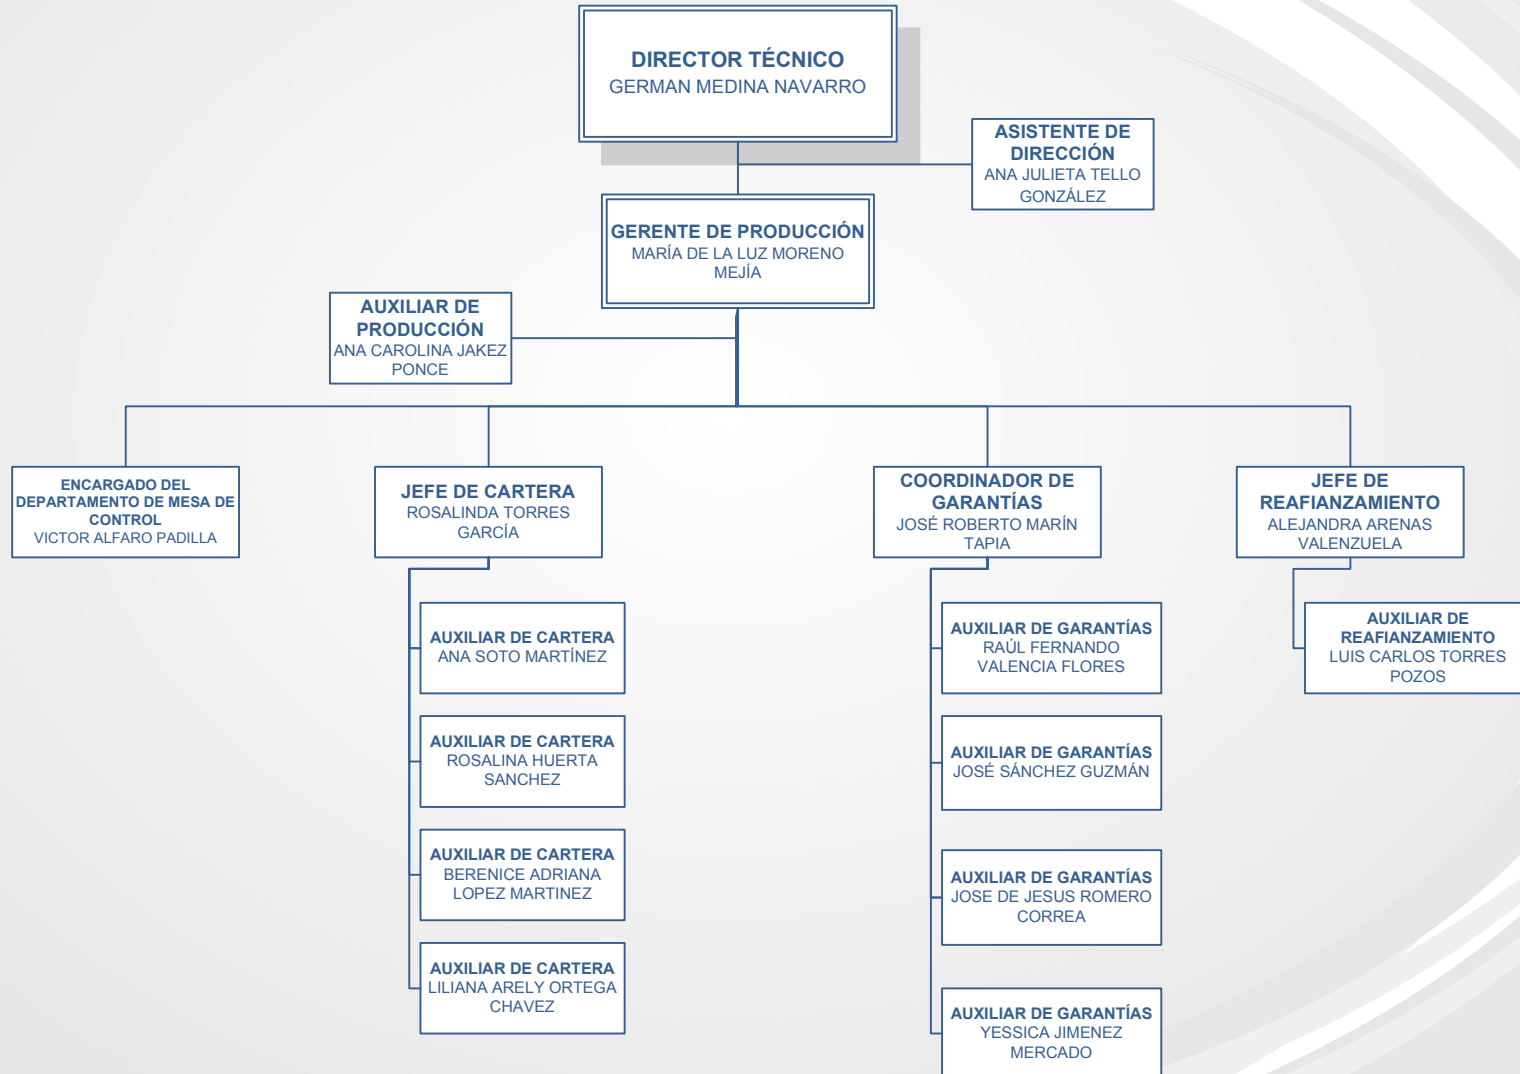 DIRECTOR TÉCNICO
GERMAN MEDINA NAVARRO
ASISTENTE DE
DIRECCIÓN
ANA JULIETA TELLO
GONZÁLEZ
GERENTE DE PRODUCCIÓN
MARÍA DE LA LUZ MORENO
MEJÍA
AUXILIAR DE
PRODUCCIÓN
ANA CAROLINA JAKEZ
PONCE
ENCARGADO DEL
DEPARTAMENTO DE MESA DE
CONTROL
VICTOR ALFARO PADILLA
JEFE DE CARTERA
ROSALINDA TORRES
GARCÍA
COORDINADOR DE
GARANTÍAS
JOSÉ ROBERTO MARÍN
TAPIA
JEFE DE
REAFIANZAMIENTO
ALEJANDRA ARENAS
VALENZUELA
AUXILIAR DE CARTERA
ANA SOTO MARTÍNEZ
AUXILIAR DE CARTERA
ROSALINA HUERTA
SANCHEZ
AUXILIAR DE CARTERA
BERENICE ADRIANA
LOPEZ MARTINEZ
AUXILIAR DE CARTERA
LILIANA ARELY ORTEGA
CHAVEZ
AUXILIAR DE GARANTÍAS
RAÚL FERNANDO
VALENCIA FLORES
AUXILIAR DE GARANTÍAS
JOSÉ SÁNCHEZ GUZMÁN
AUXILIAR DE GARANTÍAS
JOSE DE JESUS ROMERO
CORREA
AUXILIAR DE GARANTÍAS
YESSICA JIMENEZ
MERCADO
AUXILIAR DE
REAFIANZAMIENTO
LUIS CARLOS TORRES
POZOS